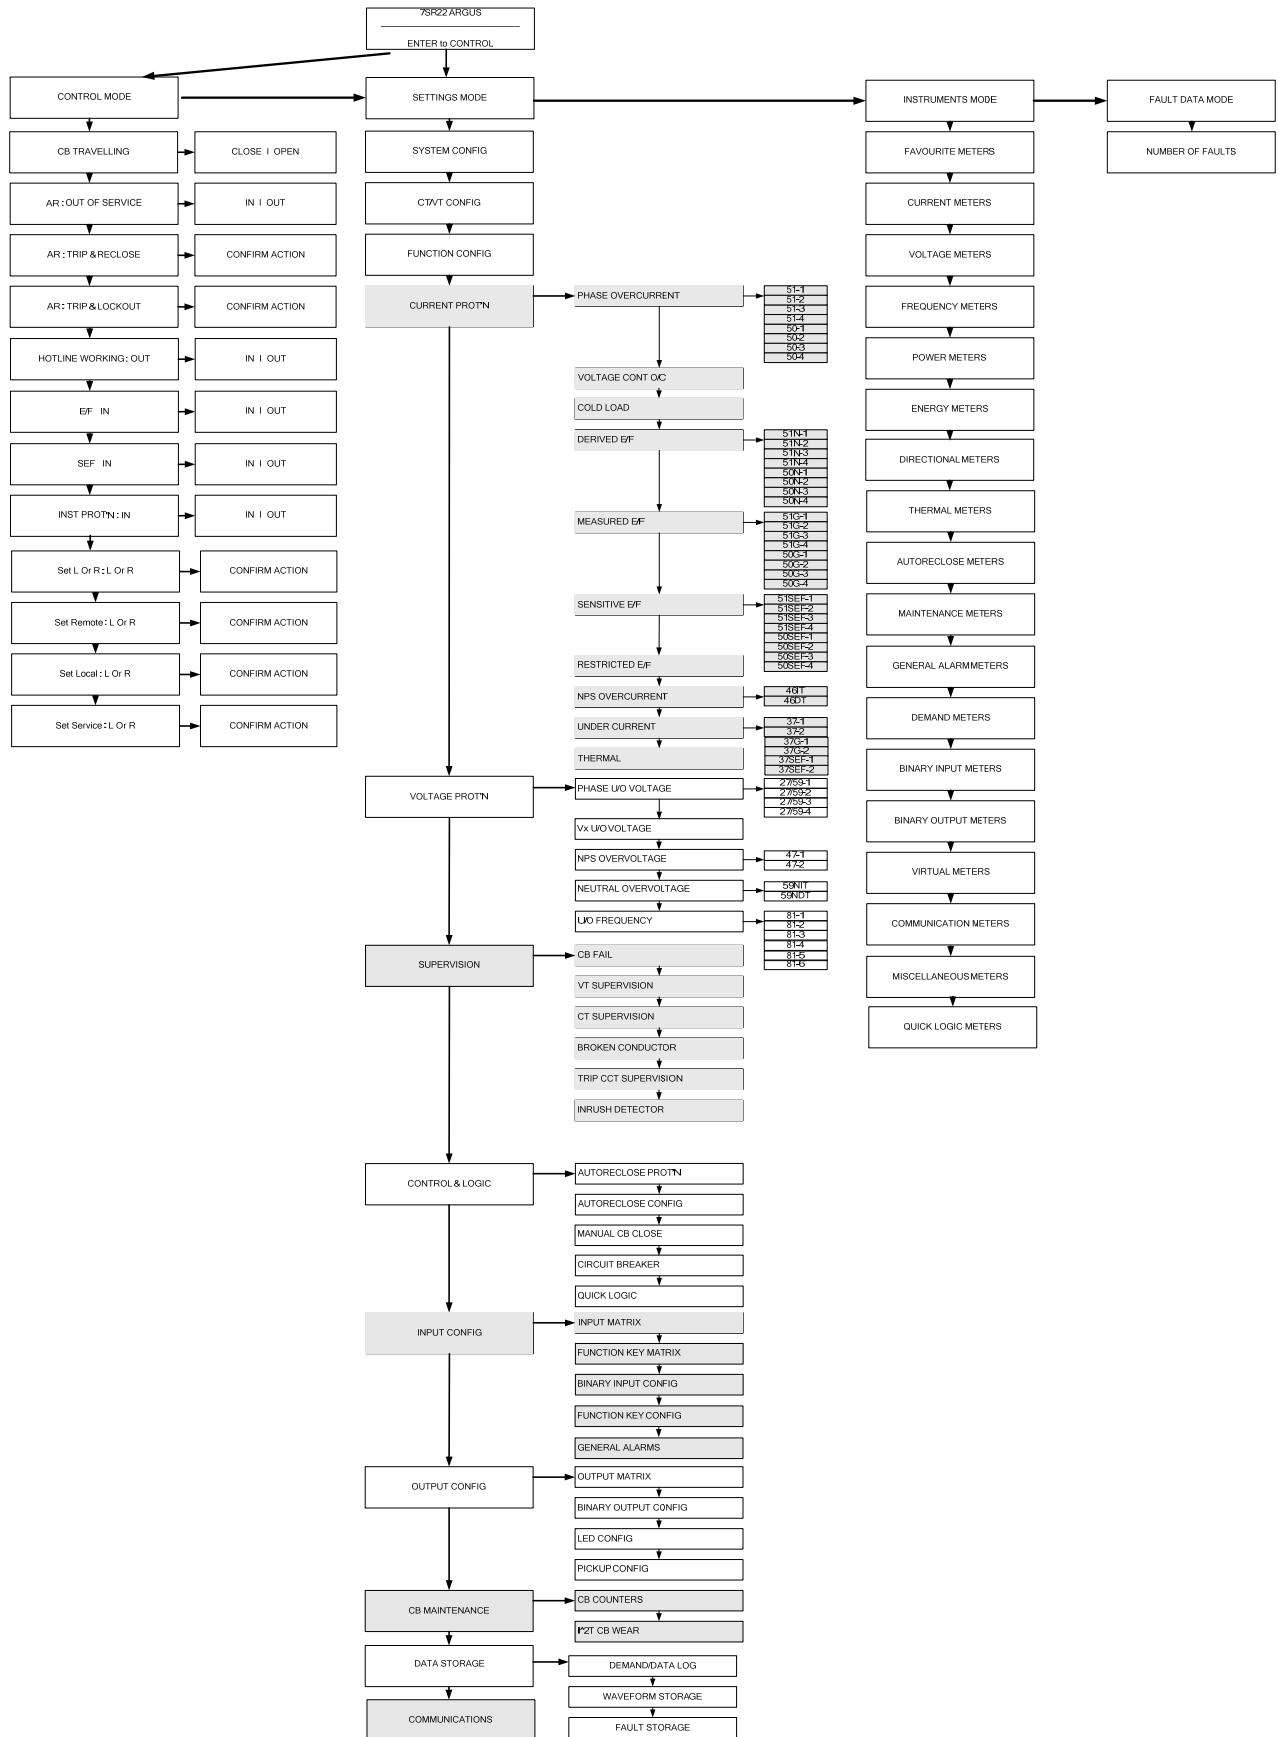 7SR22 ARGUS
ENTER to CONTROL
CONTROL MODE
SETTINGS MODE
INSTRUMENTS MODE
FAULT DATA MODE
CB TRAVELLING
CLOSE I OPEN
AR : OUT OF SERVICE
IN I OUT
AR : TRIP & RECLOSE
CONFIRM ACTION
AR : TRIP & LOCKOUT
CONFIRM ACTION
HOTLINE WORKING : OUT
IN I OUT
E/F IN
IN I OUT
SEF IN
IN I OUT
INST PROT'N : IN
IN I OUT
Set L Or R : L Or R
CONFIRM ACTION
Set Remote : L Or R
CONFIRM ACTION
Set Local : L Or R
CONFIRM ACTION
Set Service : L Or R
CONFIRM ACTION
SYSTEM CONFIG
CT/VT CONFIG
FUNCTION CONFIG
CURRENT PROT'N
PHASE OVERCURRENT
51-1
51-2
51-3
51-4
50-1
50-2
50-3
50-4
VOLTAGE CONT O/C
COLD LOAD
DERIVED E/F
51N-1
51N-2
51N-3
51N-4
50N-1
50N-2
50N-3
50N-4
MEASURED E/F
51G-1
51G-2
51G-3
51G-4
50G-1
50G-2
50G-3
50G-4
SENSITIVE E/F
51SEF-1
51SEF-2
51SEF-3
51SEF-4
50SEF-1
50SEF-2
50SEF-3
50SEF-4
RESTRICTED E/F
NPS OVERCURRENT
46IT
46DT
UNDER CURRENT
37-1
37-2
37G-1
37G-2
37SEF-1
37SEF-2
THERMAL
VOLTAGE PROT'N
PHASE U/O VOLTAGE
27/59-1
27/59-2
27/59-3
27/59-4
Vx U/O VOLTAGE
NPS OVERVOLTAGE
47-1
47-2
NEUTRAL OVERVOLTAGE
59NIT
59NDT
U/O FREQUENCY
81-1
81-2
81-3
81-4
81-5
81-6
SUPERVISION
CB FAIL
VT SUPERVISION
CT SUPERVISION
BROKEN CONDUCTOR
TRIP CCT SUPERVISION
INRUSH DETECTOR
CONTROL & LOGIC
AUTORECLOSE PROT'N
AUTORECLOSE CONFIG
MANUAL CB CLOSE
CIRCUIT BREAKER
QUICK LOGIC
INPUT CONFIG
INPUT MATRIX
FUNCTION KEY MATRIX
BINARY INPUT CONFIG
FUNCTION KEY CONFIG
GENERAL ALARMS
OUTPUT CONFIG
OUTPUT MATRIX
BINARY OUTPUT CONFIG
LED CONFIG
PICKUP CONFIG
CB MAINTENANCE
CB COUNTERS
I^2T CB WEAR
DATA STORAGE
DEMAND/DATA LOG
WAVEFORM STORAGE
FAULT STORAGE
COMMUNICATIONS
FAVOURITE METERS
CURRENT METERS
VOLTAGE METERS
FREQUENCY METERS
POWER METERS
ENERGY METERS
DIRECTIONAL METERS
THERMAL METERS
AUTORECLOSE METERS
MAINTENANCE METERS
GENERAL ALARM METERS
DEMAND METERS
BINARY INPUT METERS
BINARY OUTPUT METERS
VIRTUAL METERS
COMMUNICATION METERS
MISCELLANEOUS METERS
QUICK LOGIC METERS
NUMBER OF FAULTS